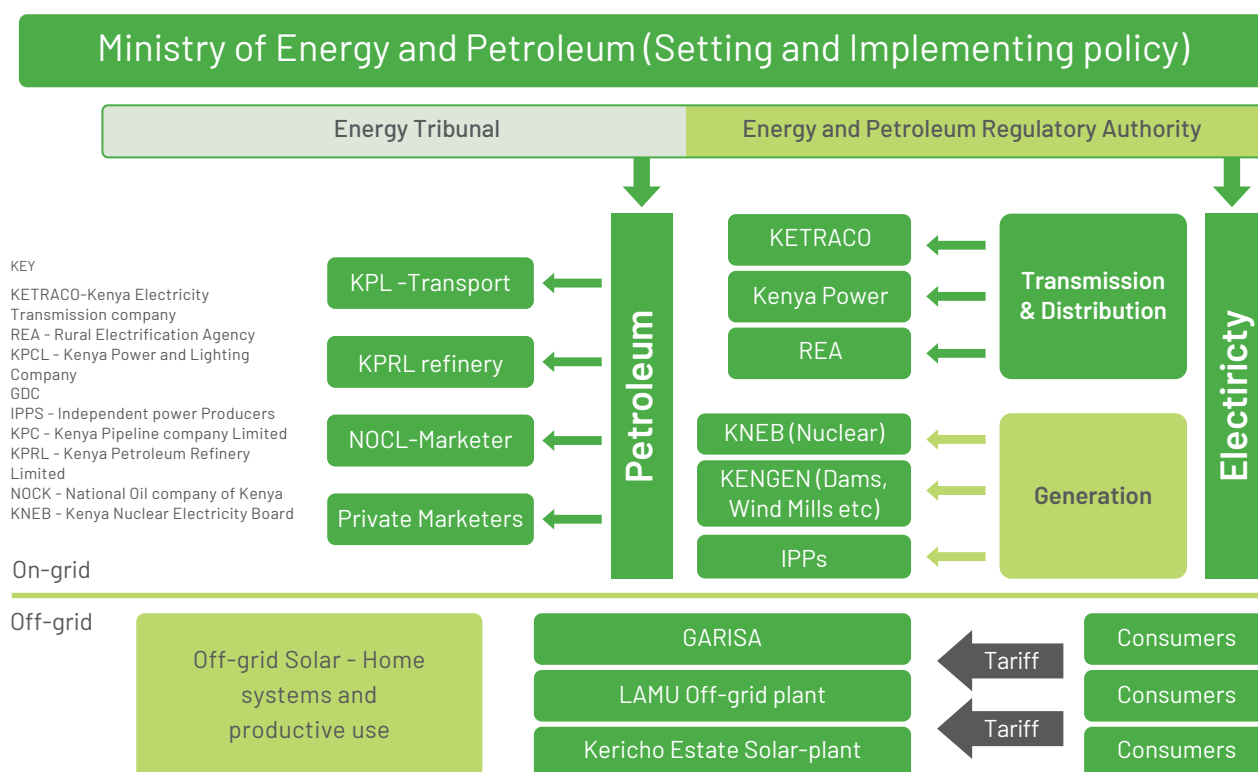 Ministry of Energy and Petroleum (Setting and Implementing policy)
Energy Tribunal
Energy and Petroleum Regulatory Authority
KEY
KETRACO-Kenya Electricity
Transmission company
REA - Rural Electrification Agency
KPCL - Kenya Power and Lighting
Company
GDC
IPPS - Independent power Producers
KPC - Kenya Pipeline company Limited
KPRL - Kenya Petroleum Refinery
Limited
NOCK - National Oil company of Kenya
KNEB - Kenya Nuclear Electricity Board
KPL -Transport
KPRL refinery
NOCL-Marketer
Private Marketers
Petroleum
KETRACO
Kenya Power
REA
Transmission
& Distribution
KNEB (Nuclear)
KENGEN (Dams,
Wind Mills etc)
IPPs
Generation
Electiricty
On-grid
Off-grid
Off-grid Solar - Home
systems and
productive use
GARISA
LAMU Off-grid plant
Kericho Estate Solar-plant
Tariff
Tariff
Consumers
Consumers
Consumers